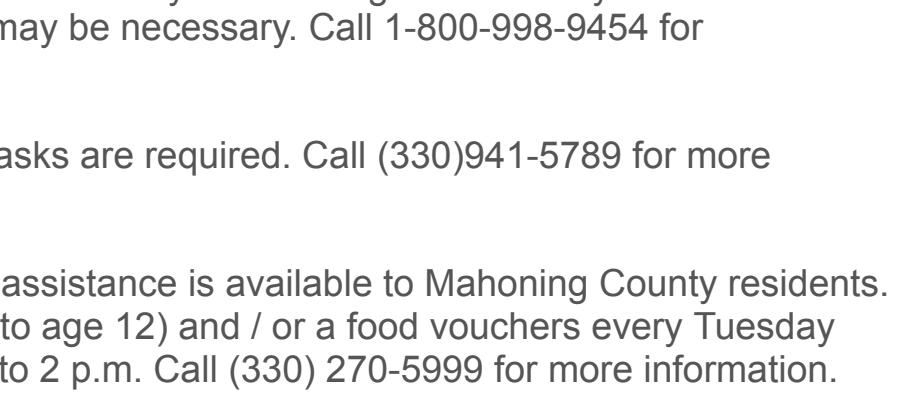 may be necessary. Call 1-800-998-9454 for
asks are required. Call (330)941-5789 for more
assistance is available to Mahoning County residents.
to age 12) and / or a food vouchers every Tuesday
to 2 p.m. Call (330) 270-5999 for more information.